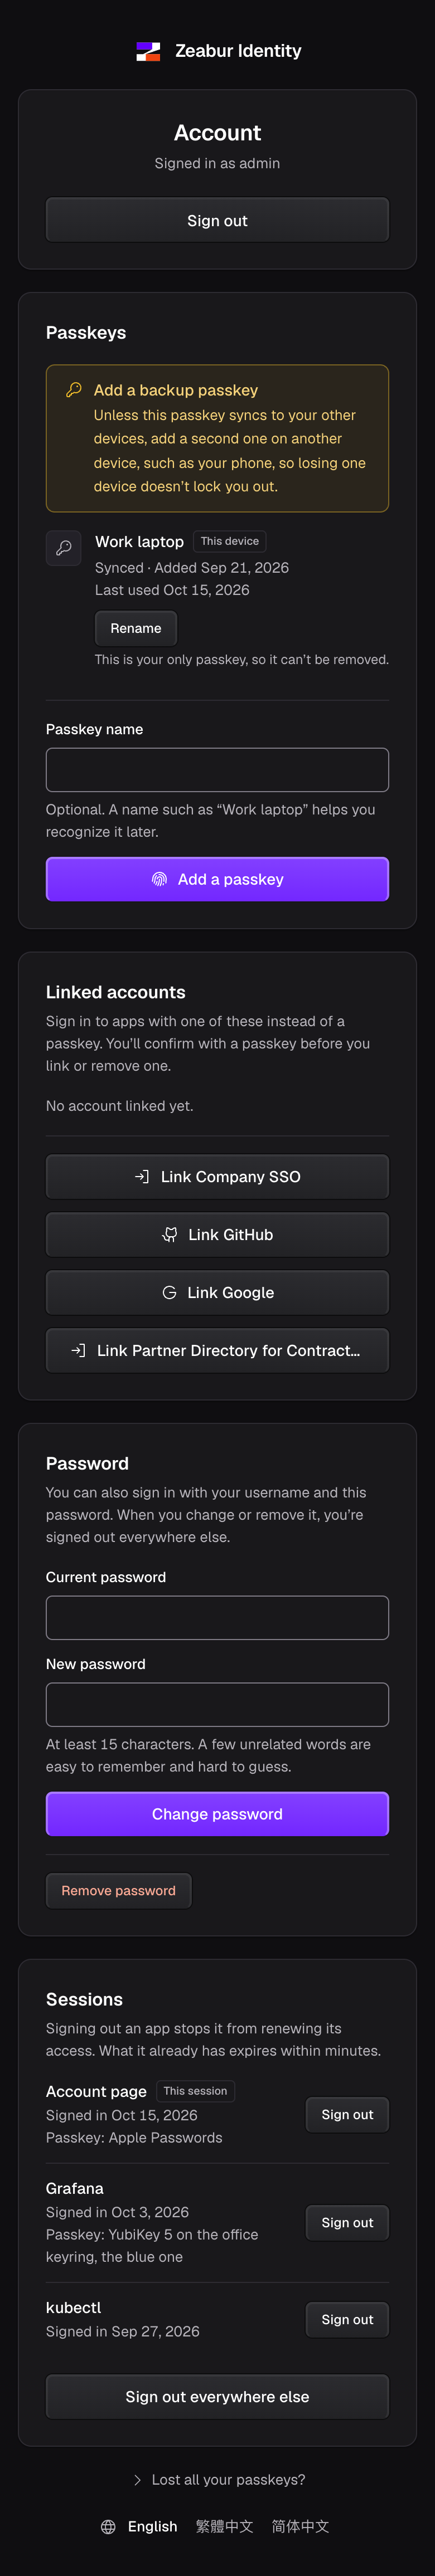 Zeabur Identity
Account
Signed in as admin
Sign out
Passkeys
Add a backup passkey
Unless this passkey syncs to your other
devices, add a second one on another
device, such as your phone, so losing one
device doesn’t lock you out.
Work laptop This device
Synced · Added Sep 21, 2026
Last used Oct 15, 2026
Rename
This is your only passkey, so it can’t be removed.
Passkey name
Optional. A name such as “Work laptop” helps you
recognize it later.
Add a passkey
Linked accounts
Sign in to apps with one of these instead of a
passkey. You’ll confirm with a passkey before you
link or remove one.
No account linked yet.
Link Company SSO
Link GitHub
Link Google
Link Partner Directory for Contract…
Password
You can also sign in with your username and this
password. When you change or remove it, you’re
signed out everywhere else.
Current password
New password
At least 15 characters. A few unrelated words are
easy to remember and hard to guess.
Change password
Remove password
Sessions
Signing out an app stops it from renewing its
access. What it already has expires within minutes.
Account page This session
Signed in Oct 15, 2026
Passkey: Apple Passwords
Sign out
Grafana
Signed in Oct 3, 2026
Passkey: YubiKey 5 on the office
keyring, the blue one
Sign out
kubectl
Signed in Sep 27, 2026
Sign out
Sign out everywhere else
Lost all your passkeys?
English 繁體中文 简体中文